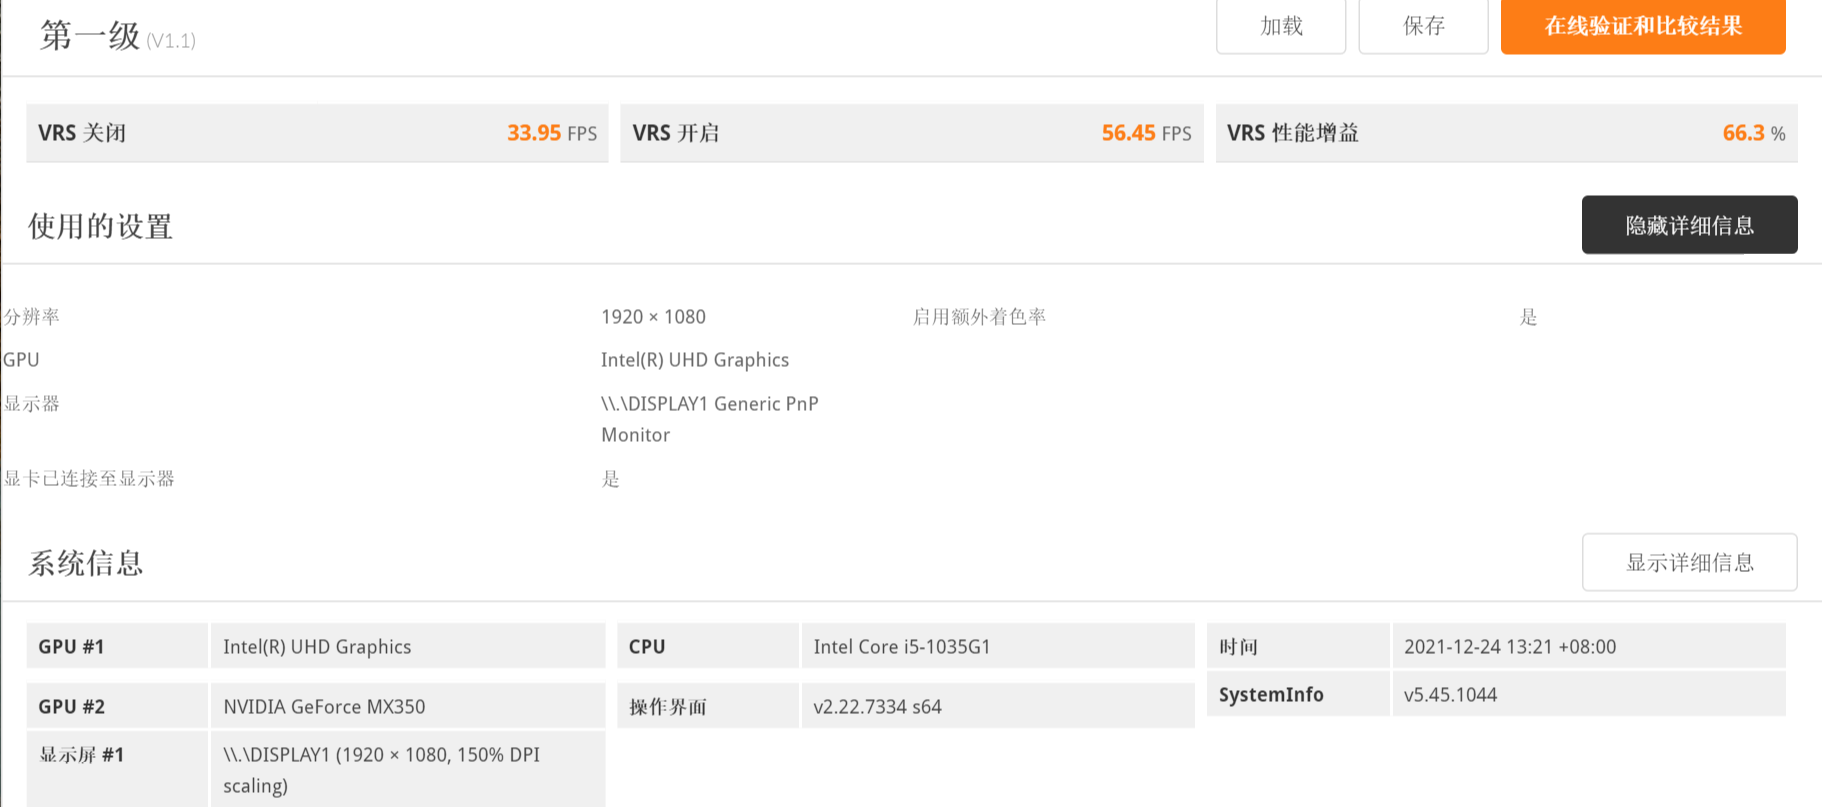 第一级 (V1.1)
加载
保存
在线验证和比较结果
VRS 关闭 33.95 FPS
VRS 开启 56.45 FPS
VRS 性能增益 66.3 %
使用的设置
隐藏详细信息
分辨率 1920 × 1080 启用额外着色率 是
GPU Intel(R) UHD Graphics
显示器 \\.\DISPLAY1 Generic PnP
Monitor
显卡已连接至显示器 是
系统信息
显示详细信息
GPU #1 Intel(R) UHD Graphics
GPU #2 NVIDIA GeForce MX350
显示屏 #1 \\.\DISPLAY1 (1920 × 1080, 150% DPI
scaling)
CPU Intel Core i5-1035G1
操作界面 v2.22.7334 s64
时间 2021-12-24 13:21 +08:00
SystemInfo v5.45.1044